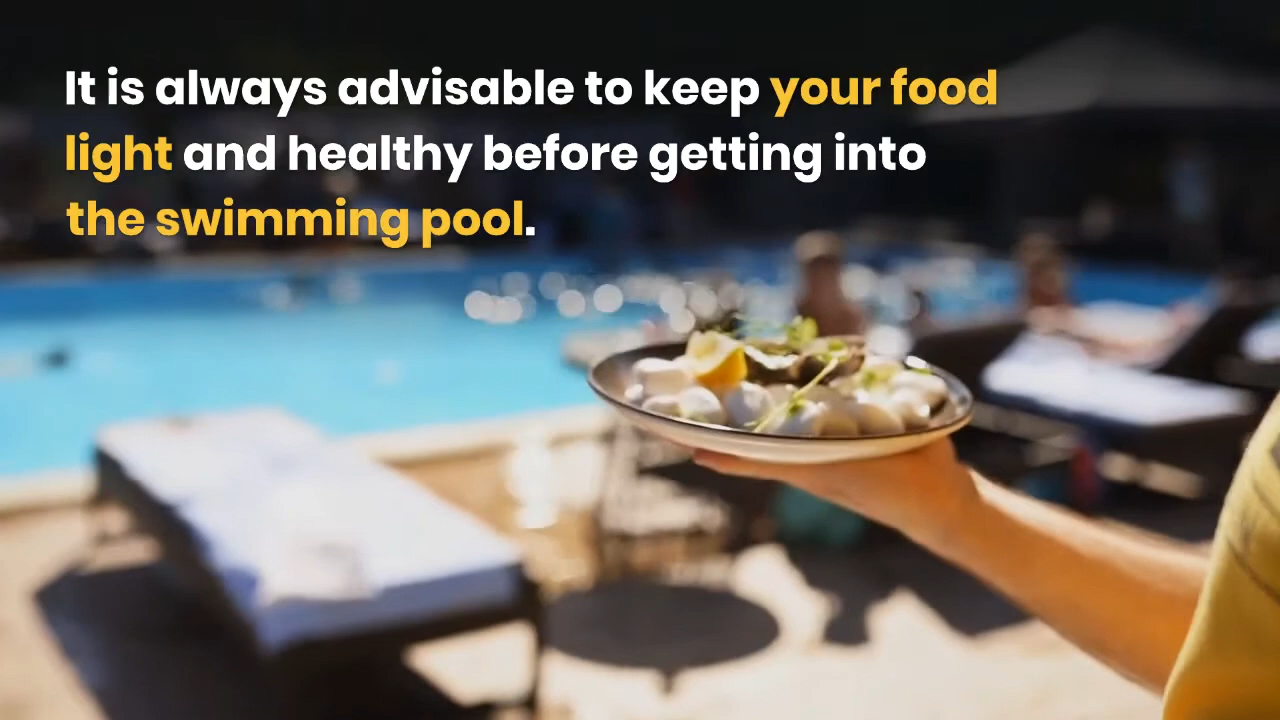 It is always advisable to keep your food
light and healthy before getting into
the swimming pool.